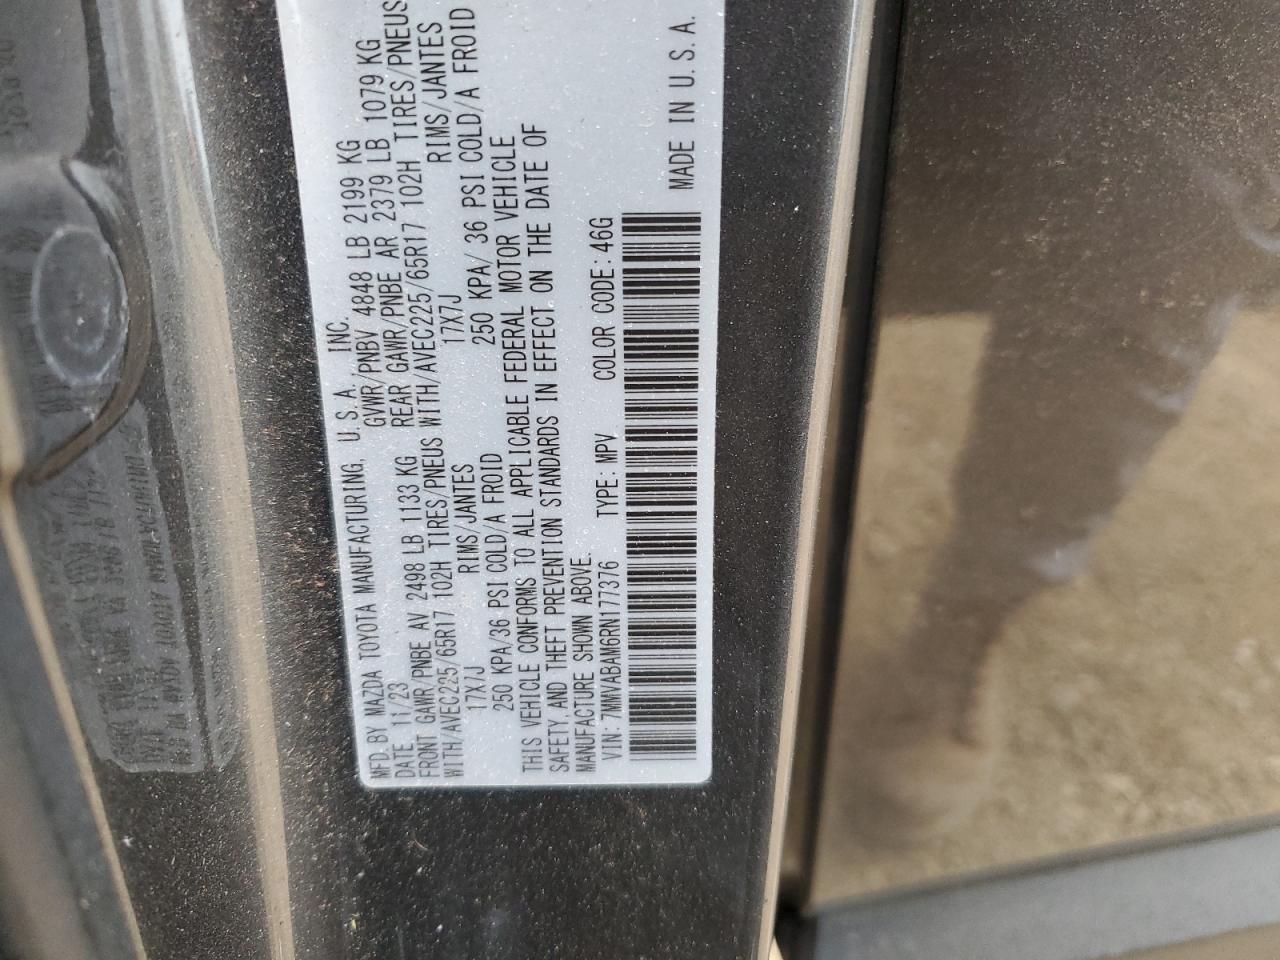 MFD. BY MAZDA TOYOTA MANUFACTURING, U.S.A., INC.
DATE 11/23 GVWR/PNBV 4848 LB 2199 KG
FRONT GAWR/PNBE AV 2498 LB 1133 KG REAR GAWR/PNBE AR 2379 LB 1079 KG
WITH/AVEC225/65R17 102H TIRES/PNEUS WITH/AVEC225/65R17 102H TIRES/PNEUS
17X7J RIMS/JANTES 17X7J RIMS/JANTES
250 KPA/36 PSI COLD/A FROID 250 KPA/ 36 PSI COLD/A FROID
THIS VEHICLE CONFORMS TO ALL APPLICABLE FEDERAL MOTOR VEHICLE
SAFETY, AND THEFT PREVENTION STANDARDS IN EFFECT ON THE DATE OF
MANUFACTURE SHOWN ABOVE.
VIN: 7MMVABAM6RN177376 TYPE: MPV COLOR CODE: 46G
MADE IN U.S.A.